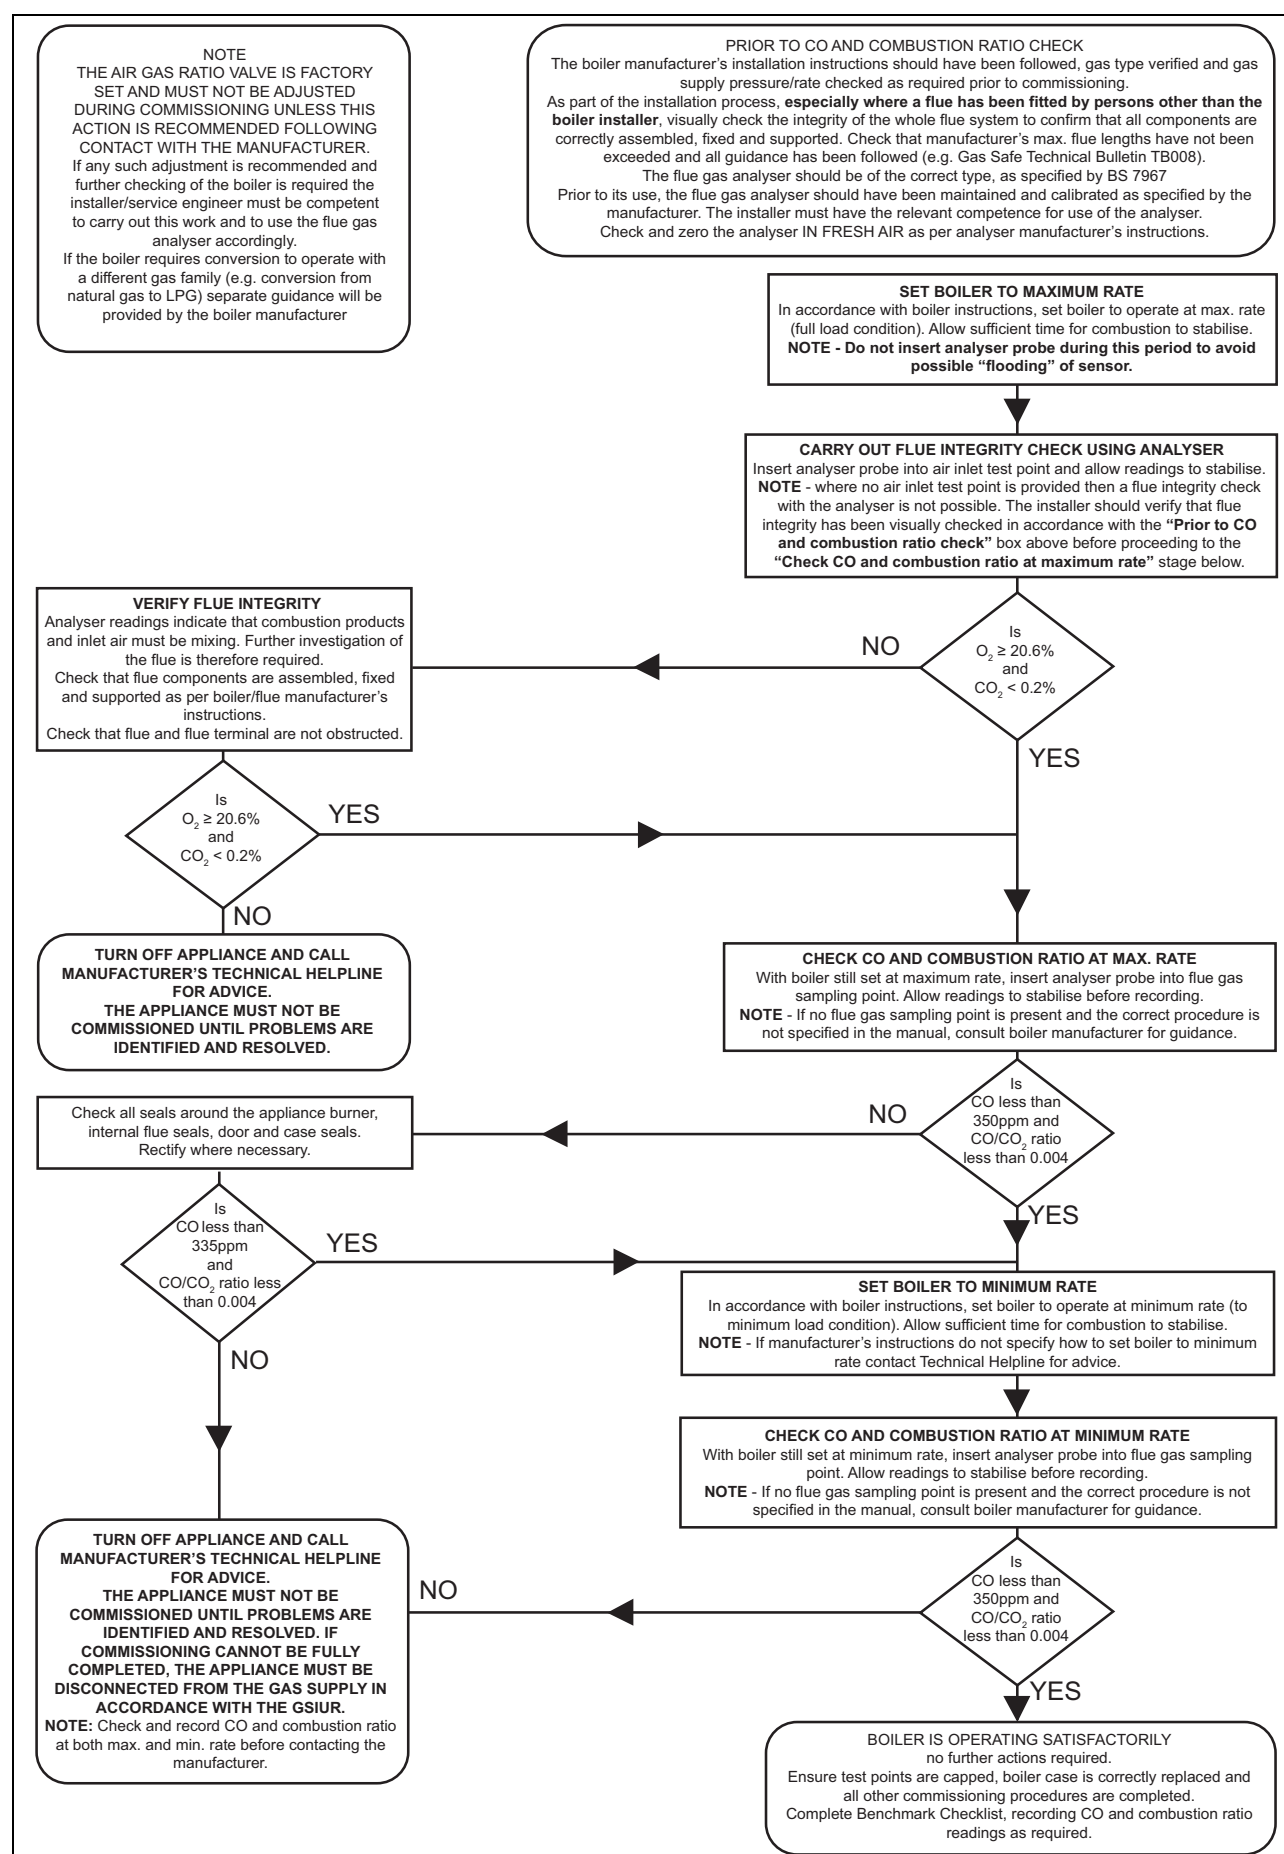 NOTE
THE AIR GAS RATIO VALVE IS FACTORY
SET AND MUST NOT BE ADJUSTED
DURING COMMISSIONING UNLESS THIS
ACTION IS RECOMMENDED FOLLOWING
CONTACT WITH THE MANUFACTURER.
If any such adjustment is recommended and
further checking of the boiler is required the
installer/service engineer must be competent
to carry out this work and to use the flue gas
analyser accordingly.
If the boiler requires conversion to operate with
a different gas family (e.g. conversion from
natural gas to LPG) separate guidance will be
provided by the boiler manufacturer
PRIOR TO CO AND COMBUSTION RATIO CHECK
The boiler manufacturer's installation instructions should have been followed, gas type verified and gas
supply pressure/rate checked as required prior to commissioning.
As part of the installation process, especially where a flue has been fitted by persons other than the
boiler installer, visually check the integrity of the whole flue system to confirm that all components are
correctly assembled, fixed and supported. Check that manufacturer's max. flue lengths have not been
exceeded and all guidance has been followed (e.g. Gas Safe Technical Bulletin TB008).
The flue gas analyser should be of the correct type, as specified by BS 7967
Prior to its use, the flue gas analyser should have been maintained and calibrated as specified by the
manufacturer. The installer must have the relevant competence for use of the analyser.
Check and zero the analyser IN FRESH AIR as per analyser manufacturer's instructions.
SET BOILER TO MAXIMUM RATE
In accordance with boiler instructions, set boiler to operate at max. rate
(full load condition). Allow sufficient time for combustion to stabilise.
NOTE - Do not insert analyser probe during this period to avoid
possible “flooding” of sensor.
CARRY OUT FLUE INTEGRITY CHECK USING ANALYSER
Insert analyser probe into air inlet test point and allow readings to stabilise.
NOTE - where no air inlet test point is provided then a flue integrity check
with the analyser is not possible. The installer should verify that flue
integrity has been visually checked in accordance with the “Prior to CO
and combustion ratio check” box above before proceeding to the
“Check CO and combustion ratio at maximum rate” stage below.
Is
O₂ ≥ 20.6%
and
CO₂ < 0.2%
NO
YES
VERIFY FLUE INTEGRITY
Analyser readings indicate that combustion products
and inlet air must be mixing. Further investigation of
the flue is therefore required.
Check that flue components are assembled, fixed
and supported as per boiler/flue manufacturer's
instructions.
Check that flue and flue terminal are not obstructed.
Is
O₂ ≥ 20.6%
and
CO₂ < 0.2%
YES
NO
TURN OFF APPLIANCE AND CALL
MANUFACTURER'S TECHNICAL HELPLINE
FOR ADVICE.
THE APPLIANCE MUST NOT BE
COMMISSIONED UNTIL PROBLEMS ARE
IDENTIFIED AND RESOLVED.
CHECK CO AND COMBUSTION RATIO AT MAX. RATE
With boiler still set at maximum rate, insert analyser probe into flue gas
sampling point. Allow readings to stabilise before recording.
NOTE - If no flue gas sampling point is present and the correct procedure is
not specified in the manual, consult boiler manufacturer for guidance.
Is
CO less than
350ppm and
CO/CO₂ ratio
less than 0.004
NO
YES
Check all seals around the appliance burner,
internal flue seals, door and case seals.
Rectify where necessary.
Is
CO less than
335ppm
and
CO/CO₂ ratio less
than 0.004
YES
NO
SET BOILER TO MINIMUM RATE
In accordance with boiler instructions, set boiler to operate at minimum rate (to
minimum load condition). Allow sufficient time for combustion to stabilise.
NOTE - If manufacturer's instructions do not specify how to set boiler to minimum
rate contact Technical Helpline for advice.
CHECK CO AND COMBUSTION RATIO AT MINIMUM RATE
With boiler still set at minimum rate, insert analyser probe into flue gas sampling
point. Allow readings to stabilise before recording.
NOTE - If no flue gas sampling point is present and the correct procedure is not
specified in the manual, consult boiler manufacturer for guidance.
Is
CO less than
350ppm and
CO/CO₂ ratio
less than 0.004
NO
YES
TURN OFF APPLIANCE AND CALL
MANUFACTURER'S TECHNICAL HELPLINE
FOR ADVICE.
THE APPLIANCE MUST NOT BE
COMMISSIONED UNTIL PROBLEMS ARE
IDENTIFIED AND RESOLVED. IF
COMMISSIONING CANNOT BE FULLY
COMPLETED, THE APPLIANCE MUST BE
DISCONNECTED FROM THE GAS SUPPLY IN
ACCORDANCE WITH THE GSIUR.
NOTE: Check and record CO and combustion ratio
at both max. and min. rate before contacting the
manufacturer.
BOILER IS OPERATING SATISFACTORILY
no further actions required.
Ensure test points are capped, boiler case is correctly replaced and
all other commissioning procedures are completed.
Complete Benchmark Checklist, recording CO and combustion ratio
readings as required.